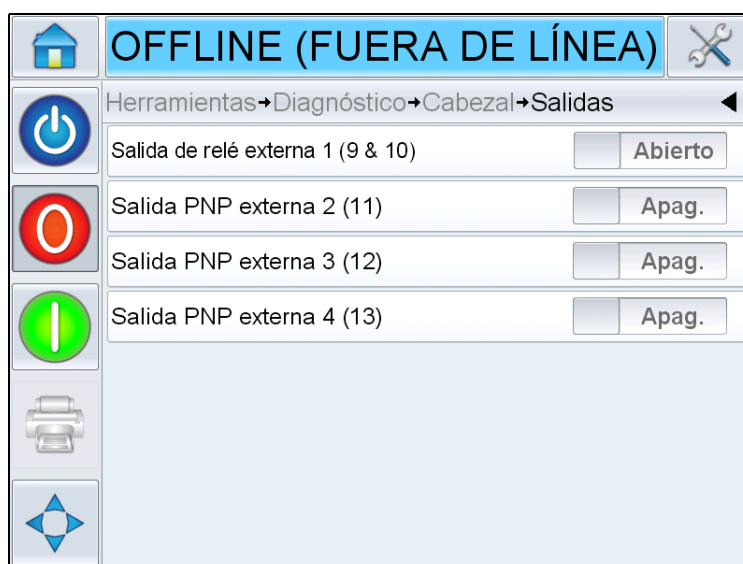 OFFLINE (FUERA DE LÍNEA)
Herramientas→Diagnóstico→Cabezal→Salidas
Salida de relé externa 1 (9 & 10) Abierto
Salida PNP externa 2 (11) Apag.
Salida PNP externa 3 (12) Apag.
Salida PNP externa 4 (13) Apag.